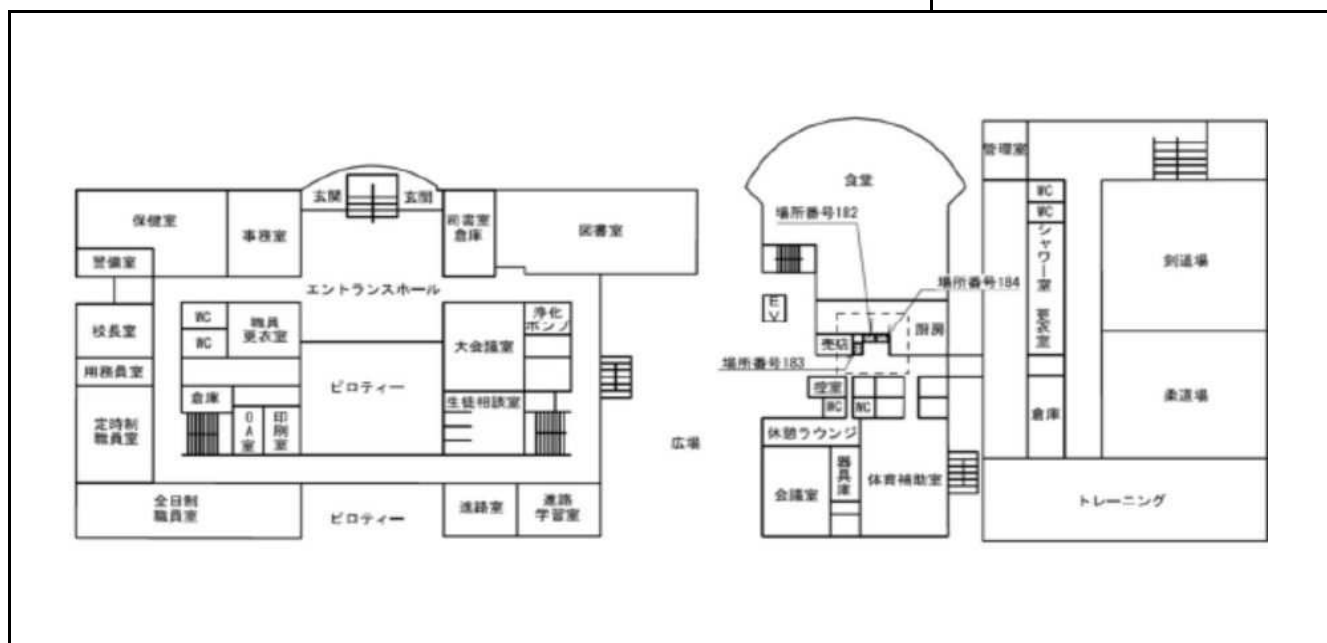 玄関
玄関
保健室
事務室
司書室
倉庫
図書室
警備室
エントランスホール
校長室
WC
WC
職員
更衣室
大会議室
浄化
ポンプ
用務員室
ピロティー
倉庫
OA室
印刷室
生徒相談室
定時制
職員室
全日制
職員室
ピロティー
進路室
進路
学習室
広場
食堂
場所番号182
場所番号184
EV
売店
厨房
場所番号183
控室
WC
WC
休憩ラウンジ
会議室
器具庫
体育補助室
管理室
WC
WC
シャワー室 更衣室
倉庫
剣道場
柔道場
トレーニング